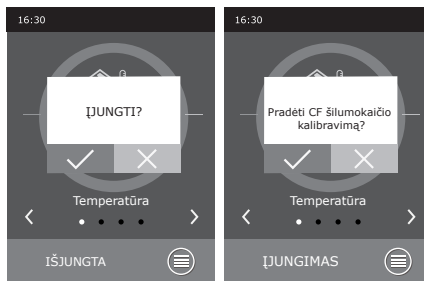 16:30
ĮJUNGTI?
Temperatūra
IŠJUNGTA
16:30
Pradėti CF šilumokaičio
kalibravimą?
Temperatūra
ĮJUNGIMAS